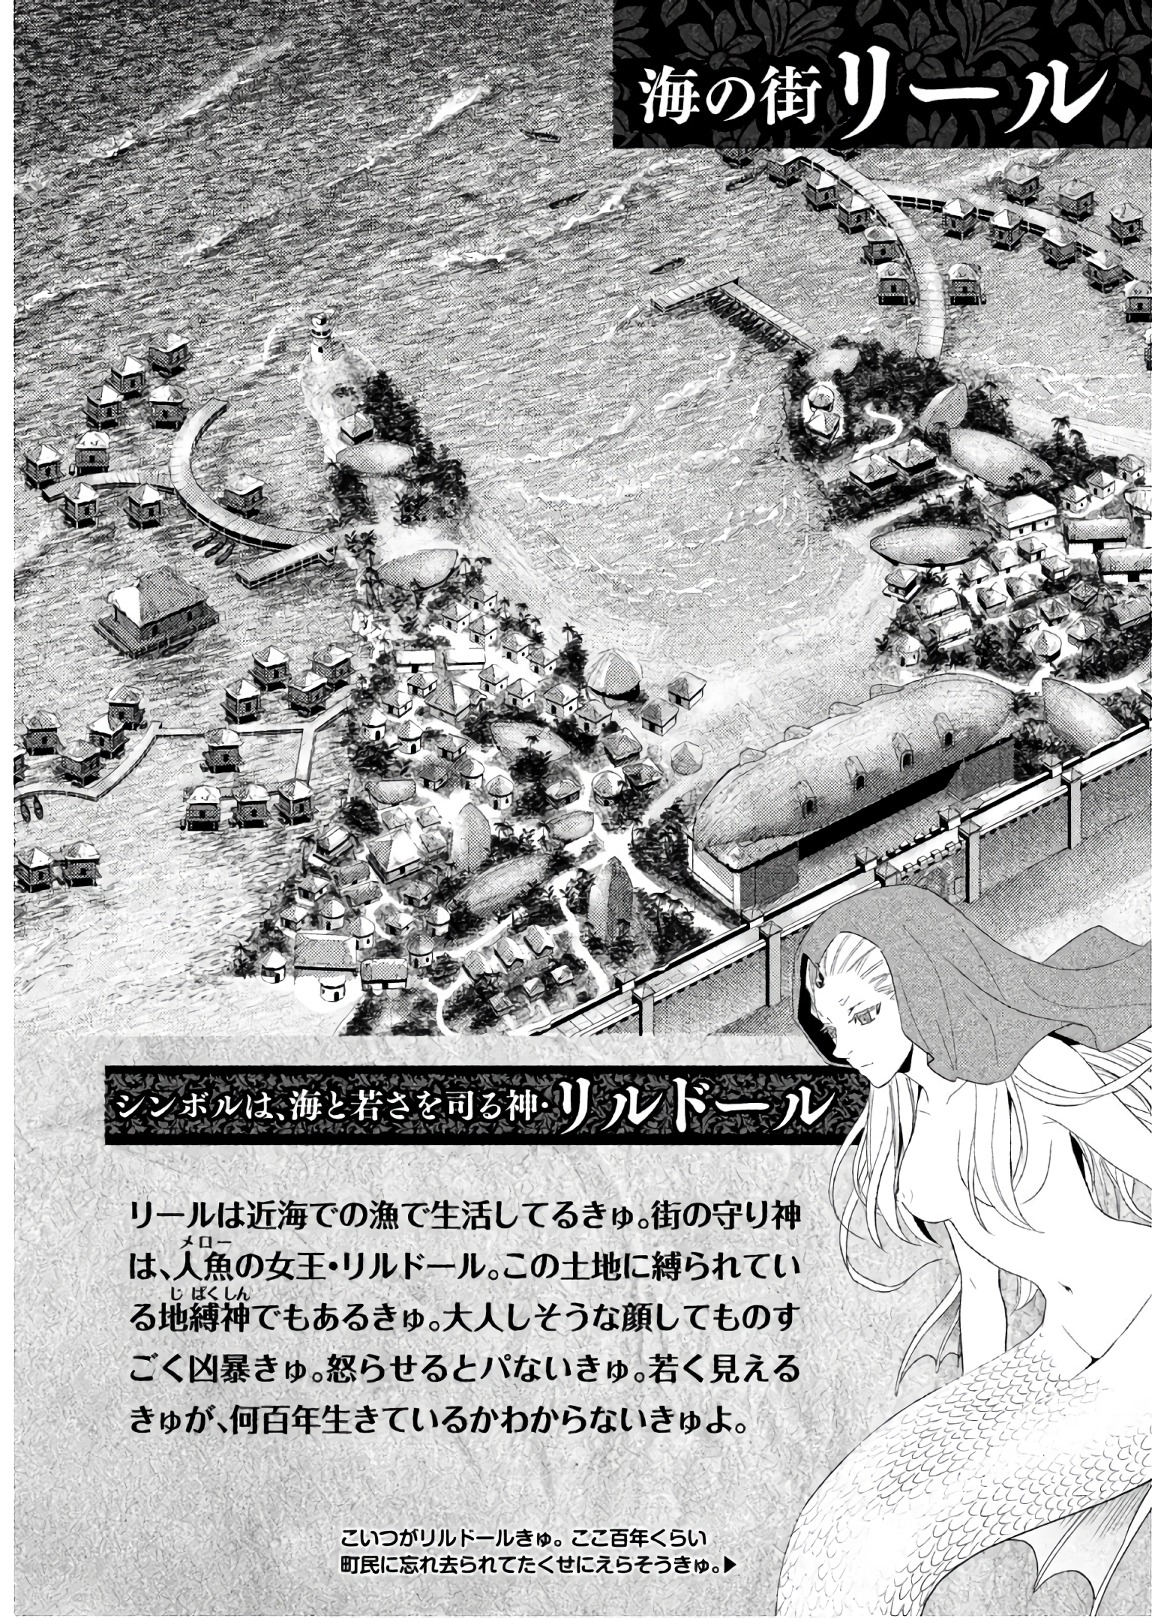 海の街リール
シンボルは、海と若さを司る神・リルドール
リールは近海での漁で生活してるきゅ。街の守り神
メロー
は、人魚の女王・リルドール。この土地に縛られてい
じばくしん
る地縛神でもあるきゅ。大人しそうな顔してものす
ごく凶暴きゅ。怒らせるとパないきゅ。若く見える
きゅが、何百年生きているかわからないきゅよ。
こいつがリルドールきゅ。ここ百年くらい
町民に忘れ去られてたくせにえらそうきゅ。▶